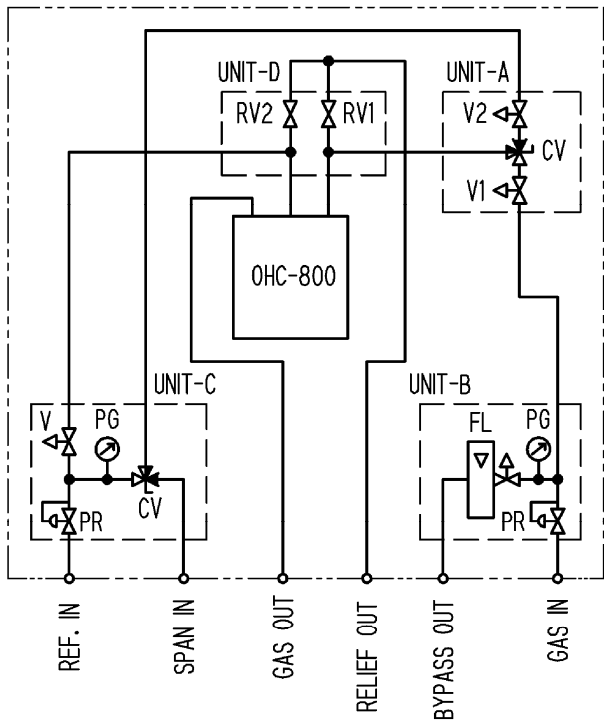 UNIT-D
UNIT-A
RV2
RV1
V2
CV
V1
OHC-800
UNIT-C
UNIT-B
V
PG
FL
PG
CV
PR
PR
REF. IN
SPAN IN
GAS OUT
RELIEF OUT
BYPASS OUT
GAS IN